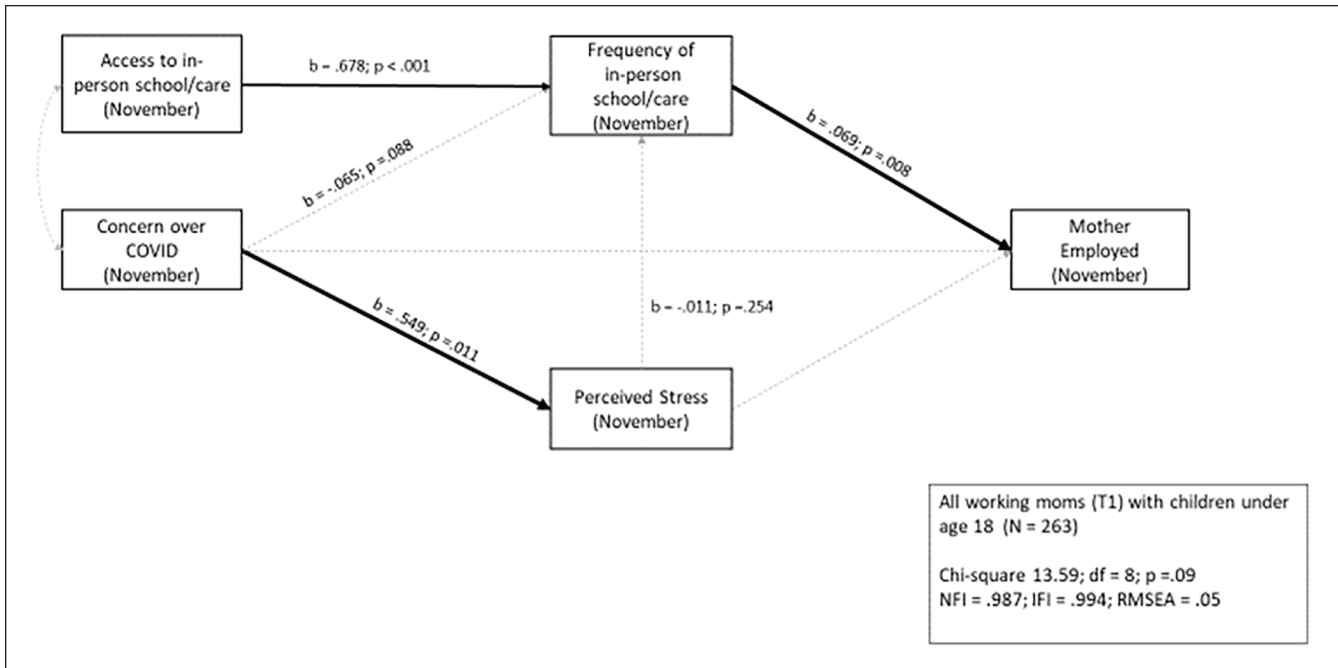 Access to in-
person school/care
(November)
b = .678; p < .001
Frequency of
in-person
school/care
(November)
b = -.065; p =.088
b = .069; p =.008
Concern over
COVID
(November)
Mother
Employed
(November)
b = .549; p =.011
b = -.011; p =.254
Perceived Stress
(November)
All working moms (T1) with children under
age 18 (N = 263)
Chi-square 13.59; df = 8; p =.09
NFI = .987; IFI = .994; RMSEA = .05